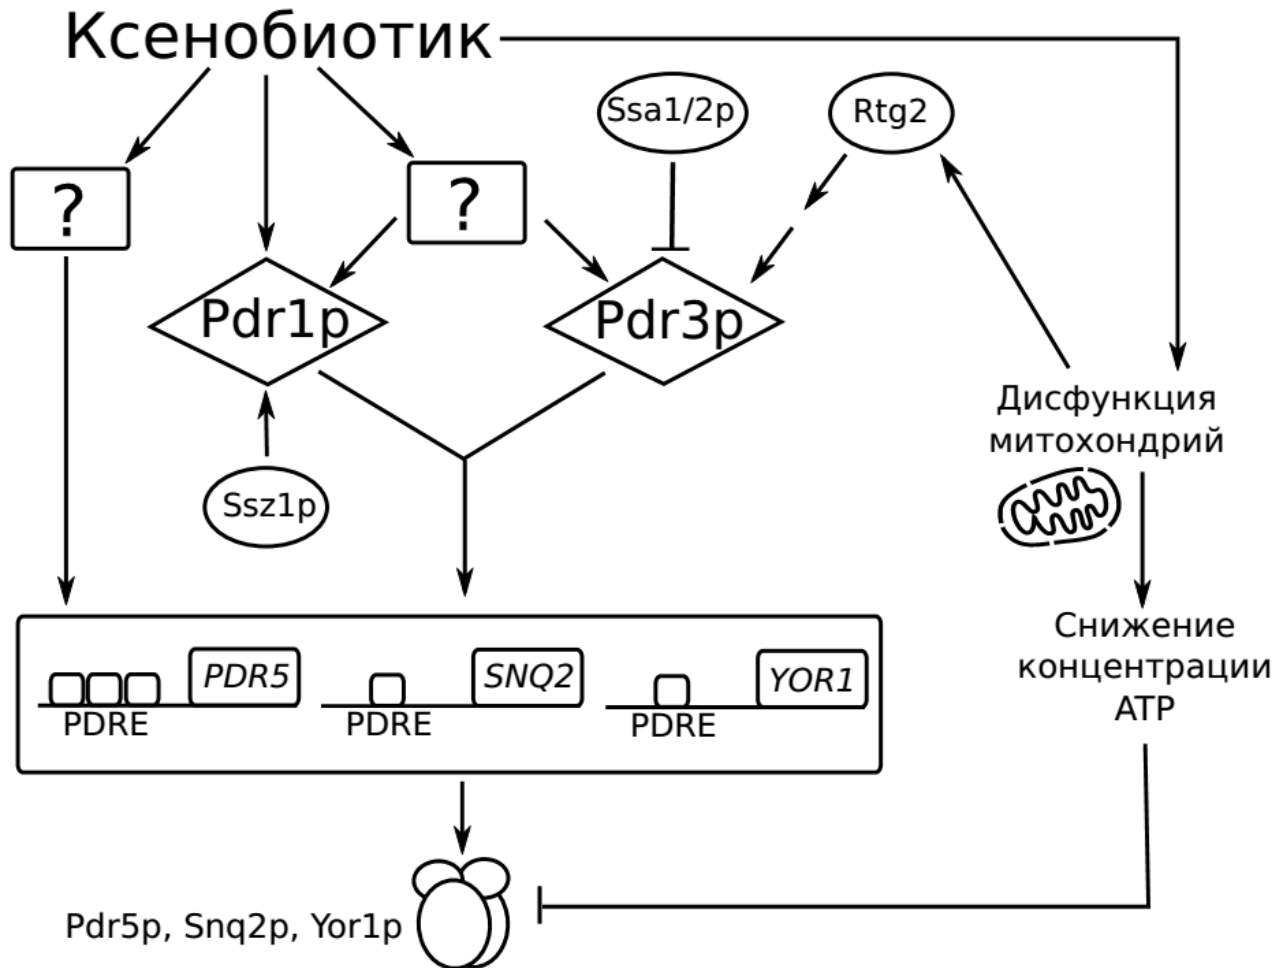 Ксенобиотик
Ssa1/2p
Rtg2
?
?
Pdr1p
Pdr3p
Дисфункция
митохондрий
Ssz1p
Снижение
концентрации
АТР
PDR5
SNQ2
YOR1
PDRE
PDRE
PDRE
Pdr5p, Snq2p, Yor1p